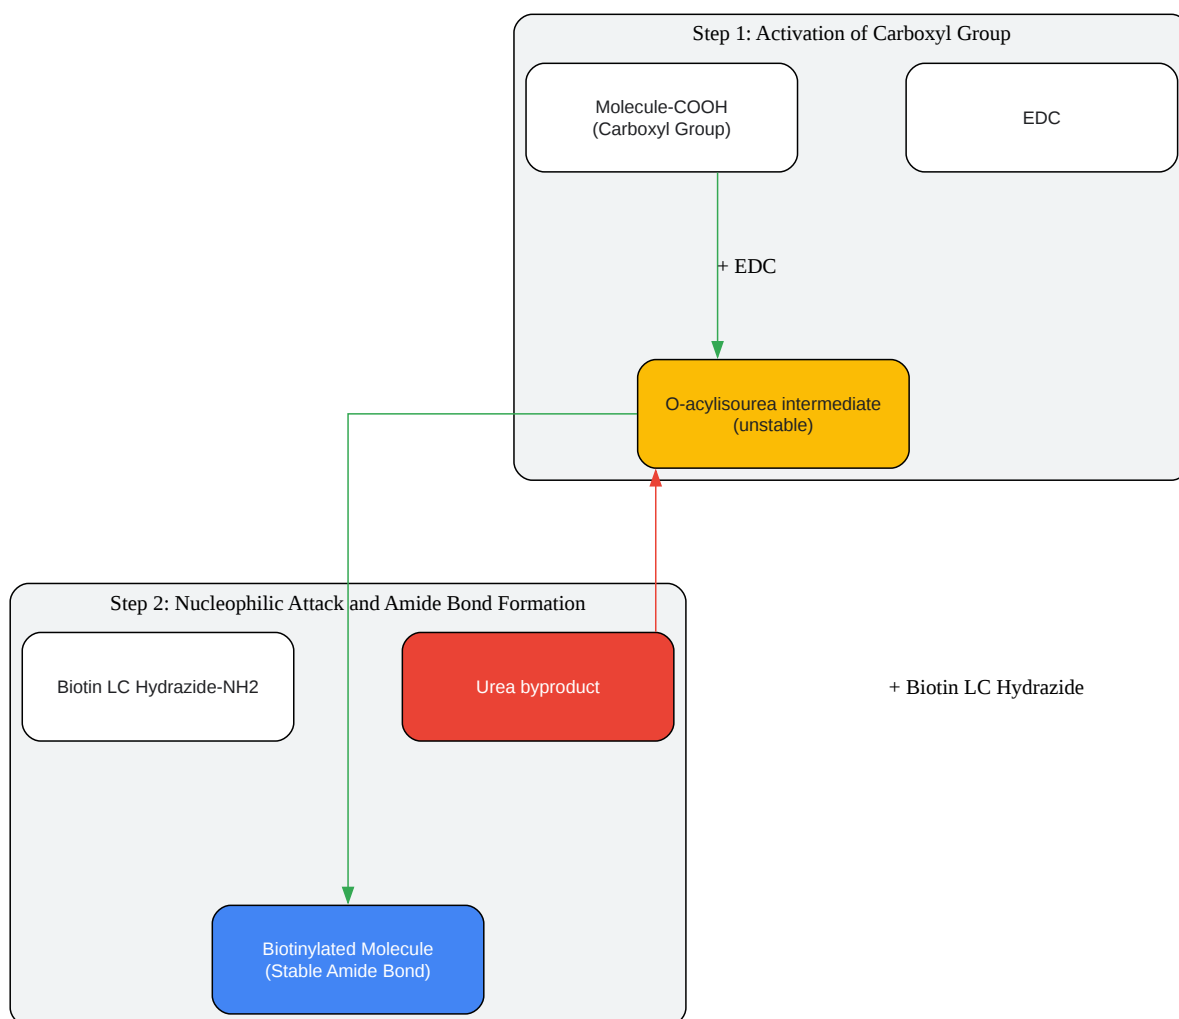 Step 1: Activation of Carboxyl Group
Molecule-COOH
(Carboxyl Group)
EDC
+ EDC
O-acylisourea intermediate
(unstable)
Step 2: Nucleophilic Attack and Amide Bond Formation
Biotin LC Hydrazide-NH2
Urea byproduct
+ Biotin LC Hydrazide
Biotinylated Molecule
(Stable Amide Bond)